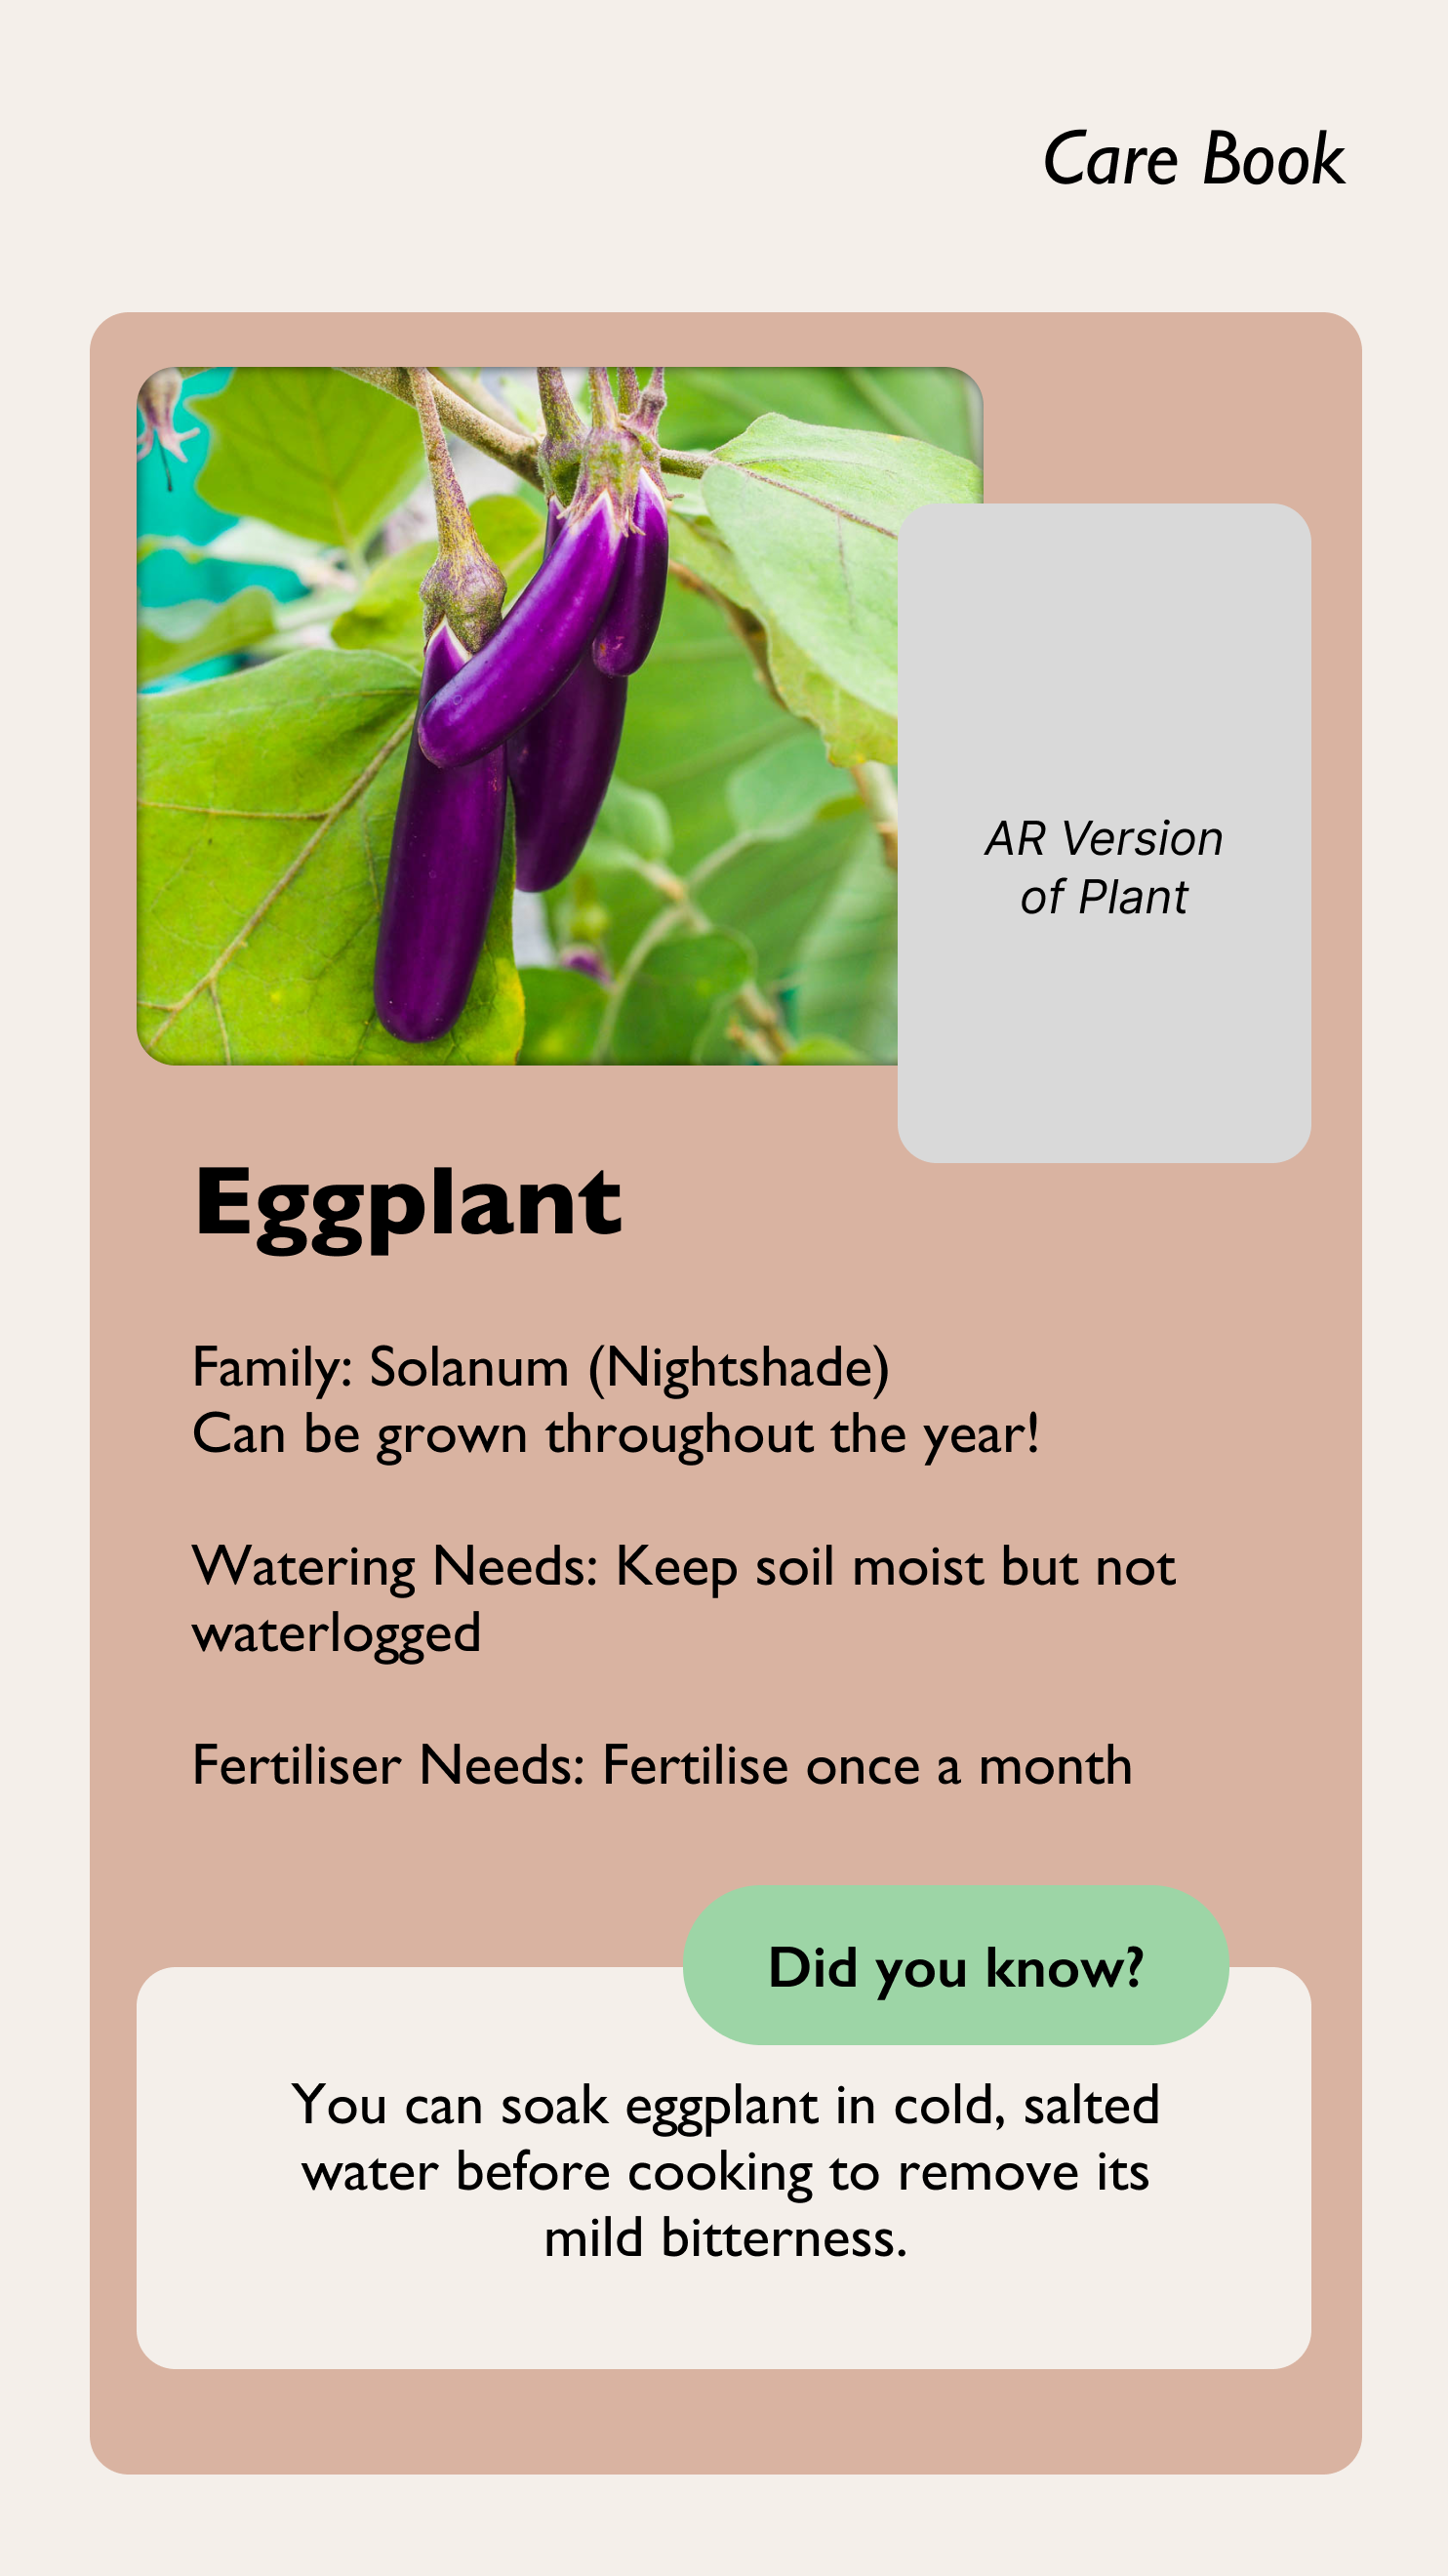 Care Book
AR Version
of Plant
Eggplant
Family: Solanum (Nightshade)
Can be grown throughout the year!
Watering Needs: Keep soil moist but not
waterlogged
Fertiliser Needs: Fertilise once a month
Did you know?
You can soak eggplant in cold, salted
water before cooking to remove its
mild bitterness.